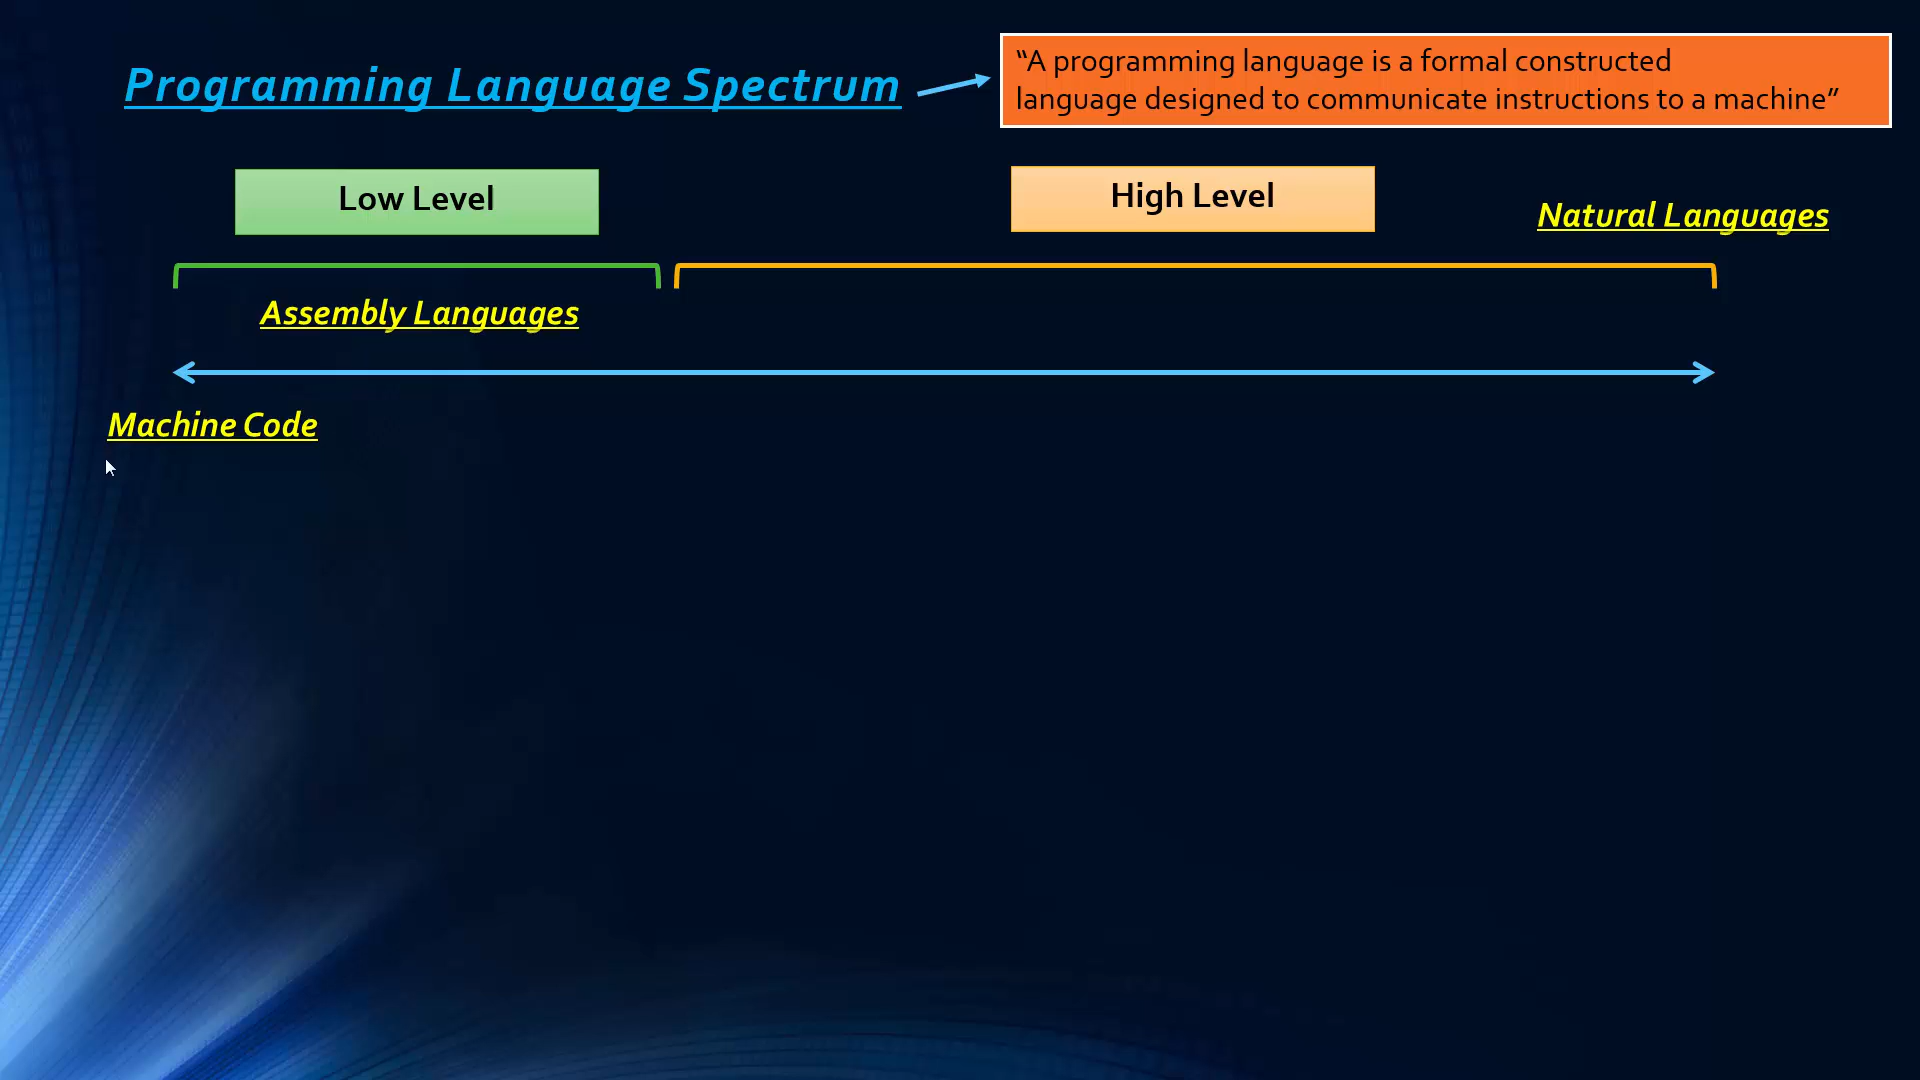 Programming Language Spectrum
“A programming language is a formal constructed
language designed to communicate instructions to a machine”
Low Level
High Level
Natural Languages
Assembly Languages
Machine Code